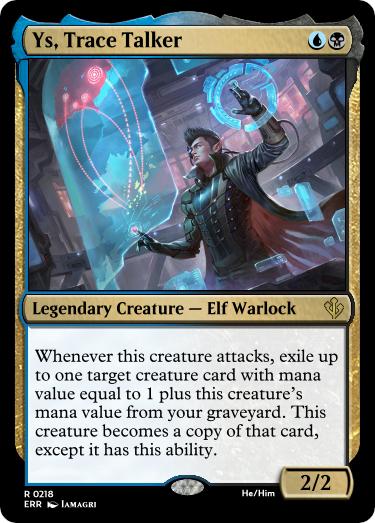 Ys, Trace Talker
Legendary Creature — Elf Warlock
Whenever this creature attacks, exile up
to one target creature card with mana
value equal to 1 plus this creature's
mana value from your graveyard. This
creature becomes a copy of that card,
except it has this ability.
2/2
R 0218
He/Him
ERR IAMAGRI